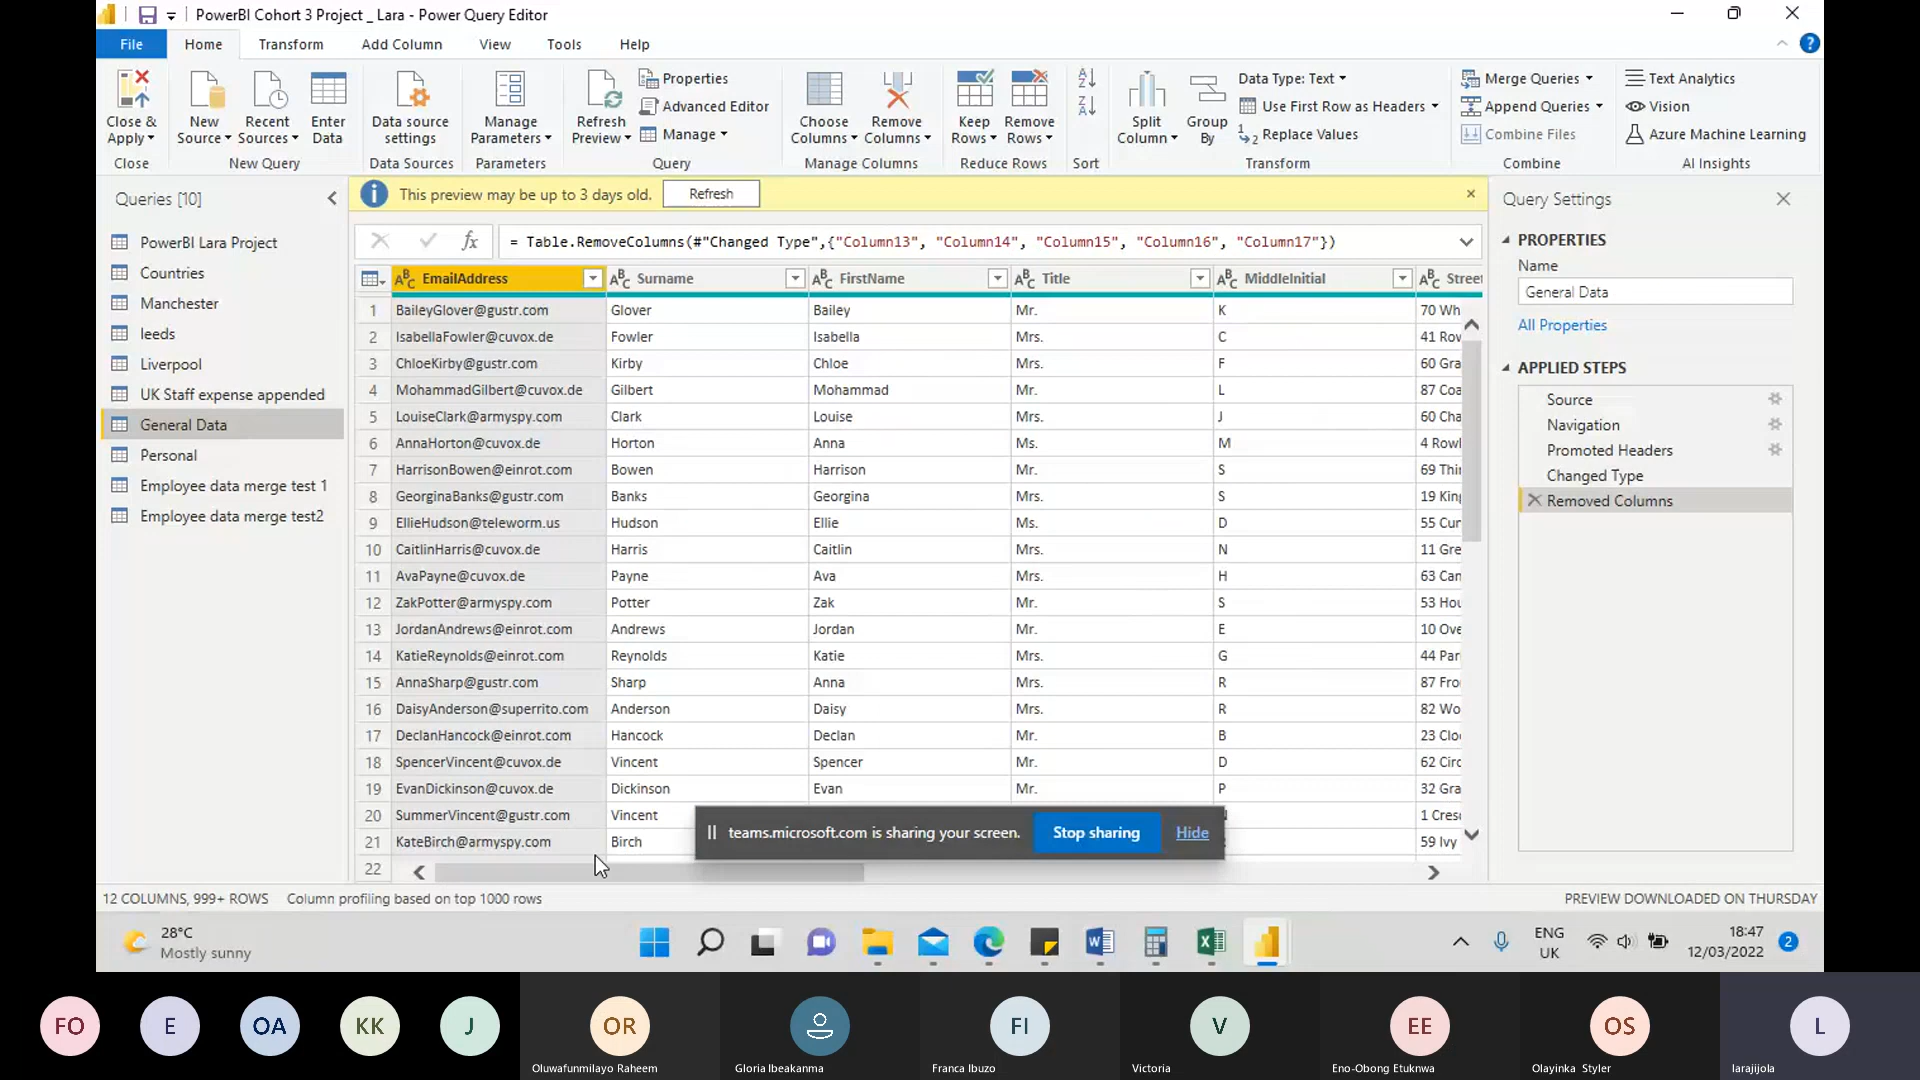 PowerBI Cohort 3 Project _ Lara - Power Query Editor
File Home Transform Add Column View Tools Help
Close & Apply
New Source
Recent Sources
Enter Data
Data source settings
Manage Parameters
Refresh Preview
Properties
Advanced Editor
Manage
Choose Columns
Remove Columns
Keep Rows
Remove Rows
Split Column
Group By
Data Type: Text
Use First Row as Headers
Replace Values
Merge Queries
Append Queries
Combine Files
Text Analytics
Vision
Azure Machine Learning
Close New Query Data Sources Parameters Query Manage Columns Reduce Rows Sort Transform Combine AI Insights
Queries [10]
PowerBI Lara Project
Countries
Manchester
leeds
Liverpool
UK Staff expense appended
General Data
Personal
Employee data merge test 1
Employee data merge test2
This preview may be up to 3 days old. Refresh
fx = Table.RemoveColumns(#"Changed Type",{"Column13", "Column14", "Column15", "Column16", "Column17"})
EmailAddress Surname FirstName Title MiddleInitial Street
1 BaileyGlover@gustr.com Glover Bailey Mr. K 70 Wh
2 IsabellaFowler@cuvox.de Fowler Isabella Mrs. C 41 Row
3 ChloeKirby@gustr.com Kirby Chloe Mrs. F 60 Gra
4 MohammadGilbert@cuvox.de Gilbert Mohammad Mr. L 87 Coa
5 LouiseClark@armyspy.com Clark Louise Mrs. J 60 Cha
6 AnnaHorton@cuvox.de Horton Anna Ms. M 4 Rowl
7 HarrisonBowen@einrot.com Bowen Harrison Mr. S 69 Thir
8 GeorginaBanks@gustr.com Banks Georgina Mrs. S 19 King
9 EllieHudson@teleworm.us Hudson Ellie Ms. D 55 Cur
10 CaitlinHarris@cuvox.de Harris Caitlin Mrs. N 11 Gre
11 AvaPayne@cuvox.de Payne Ava Mrs. H 63 Can
12 ZakPotter@armyspy.com Potter Zak Mr. S 53 Hou
13 JordanAndrews@einrot.com Andrews Jordan Mr. E 10 Ove
14 KatieReynolds@einrot.com Reynolds Katie Mrs. G 44 Par
15 AnnaSharp@gustr.com Sharp Anna Mrs. R 87 Fro
16 DaisyAnderson@superrito.com Anderson Daisy Mrs. R 82 Wo
17 DeclanHancock@einrot.com Hancock Declan Mr. B 23 Clo
18 SpencerVincent@cuvox.de Vincent Spencer Mr. D 62 Circ
19 EvanDickinson@cuvox.de Dickinson Evan Mr. P 32 Gra
20 SummerVincent@gustr.com Vincent 1 Cres
21 KateBirch@armyspy.com Birch 59 Ivy
22
teams.microsoft.com is sharing your screen. Stop sharing Hide
Query Settings
PROPERTIES
Name
General Data
All Properties
APPLIED STEPS
Source
Navigation
Promoted Headers
Changed Type
Removed Columns
12 COLUMNS, 999+ ROWS Column profiling based on top 1000 rows PREVIEW DOWNLOADED ON THURSDAY
28°C
Mostly sunny
ENG
UK
18:47
12/03/2022
2
FO E OA KK J OR FI V EE OS L
Oluwafunmilayo Raheem Gloria Ibeakanma Franca Ibuzo Victoria Eno-Obong Etuknwa Olayinka Styler larajijola